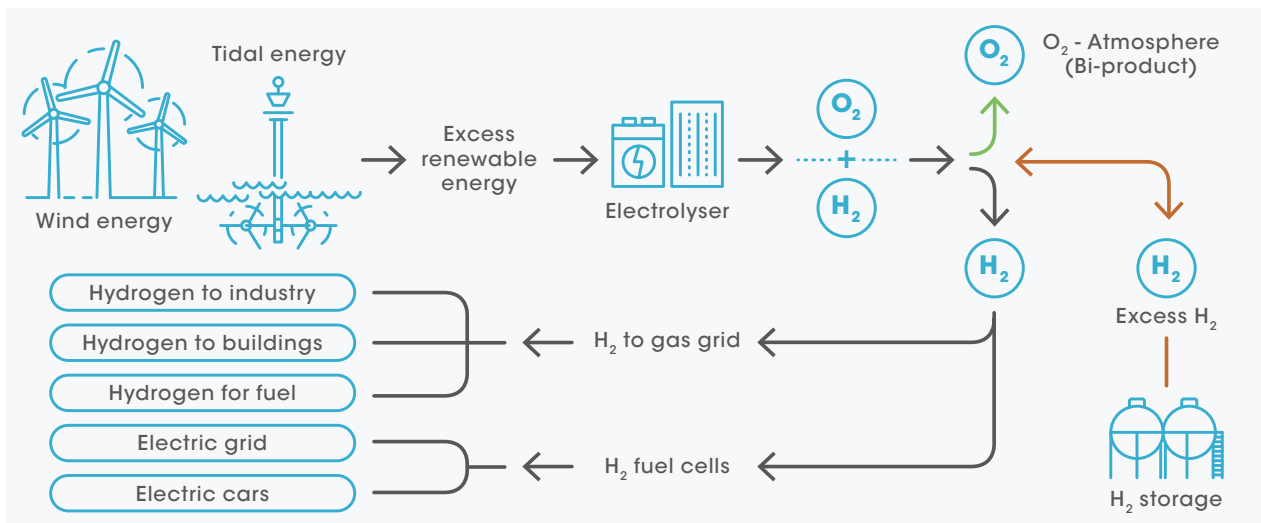 Wind energy
Tidal energy
Excess
renewable
energy
Electrolyser
O₂
+
H₂
O₂
O₂ - Atmosphere
(Bi-product)
H₂
H₂
Excess H₂
H₂ storage
H₂ to gas grid
Hydrogen to industry
Hydrogen to buildings
Hydrogen for fuel
H₂ fuel cells
Electric grid
Electric cars